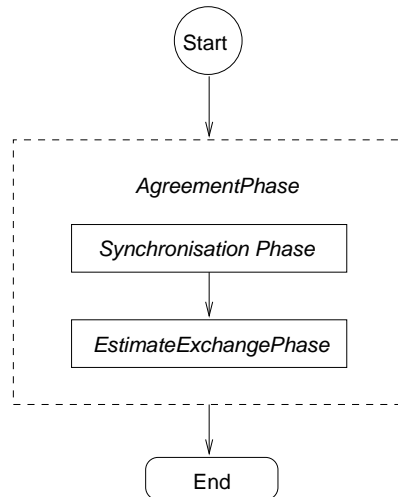 Start
AgreementPhase
Synchronisation Phase
EstimateExchangePhase
End